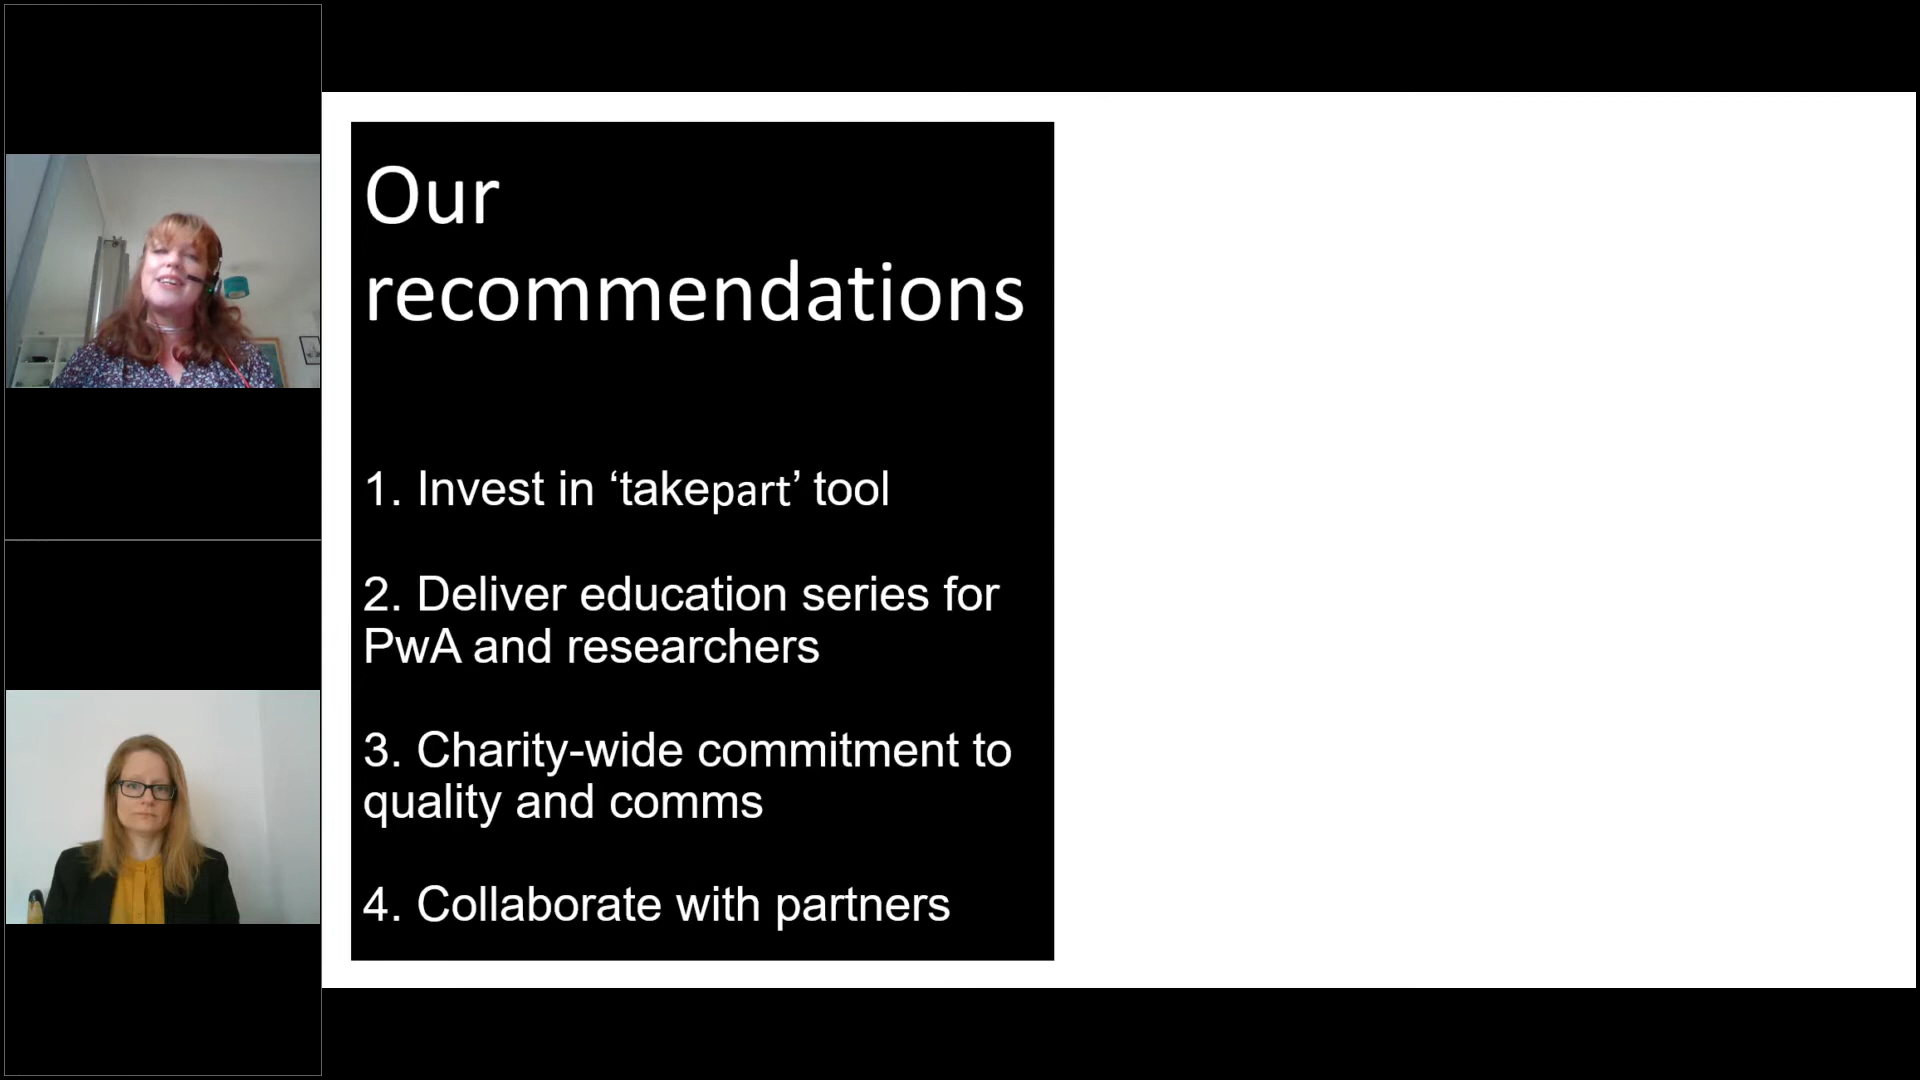 Our
recommendations
1. Invest in ‘takepart’ tool
2. Deliver education series for
PwA and researchers
3. Charity-wide commitment to
quality and comms
4. Collaborate with partners